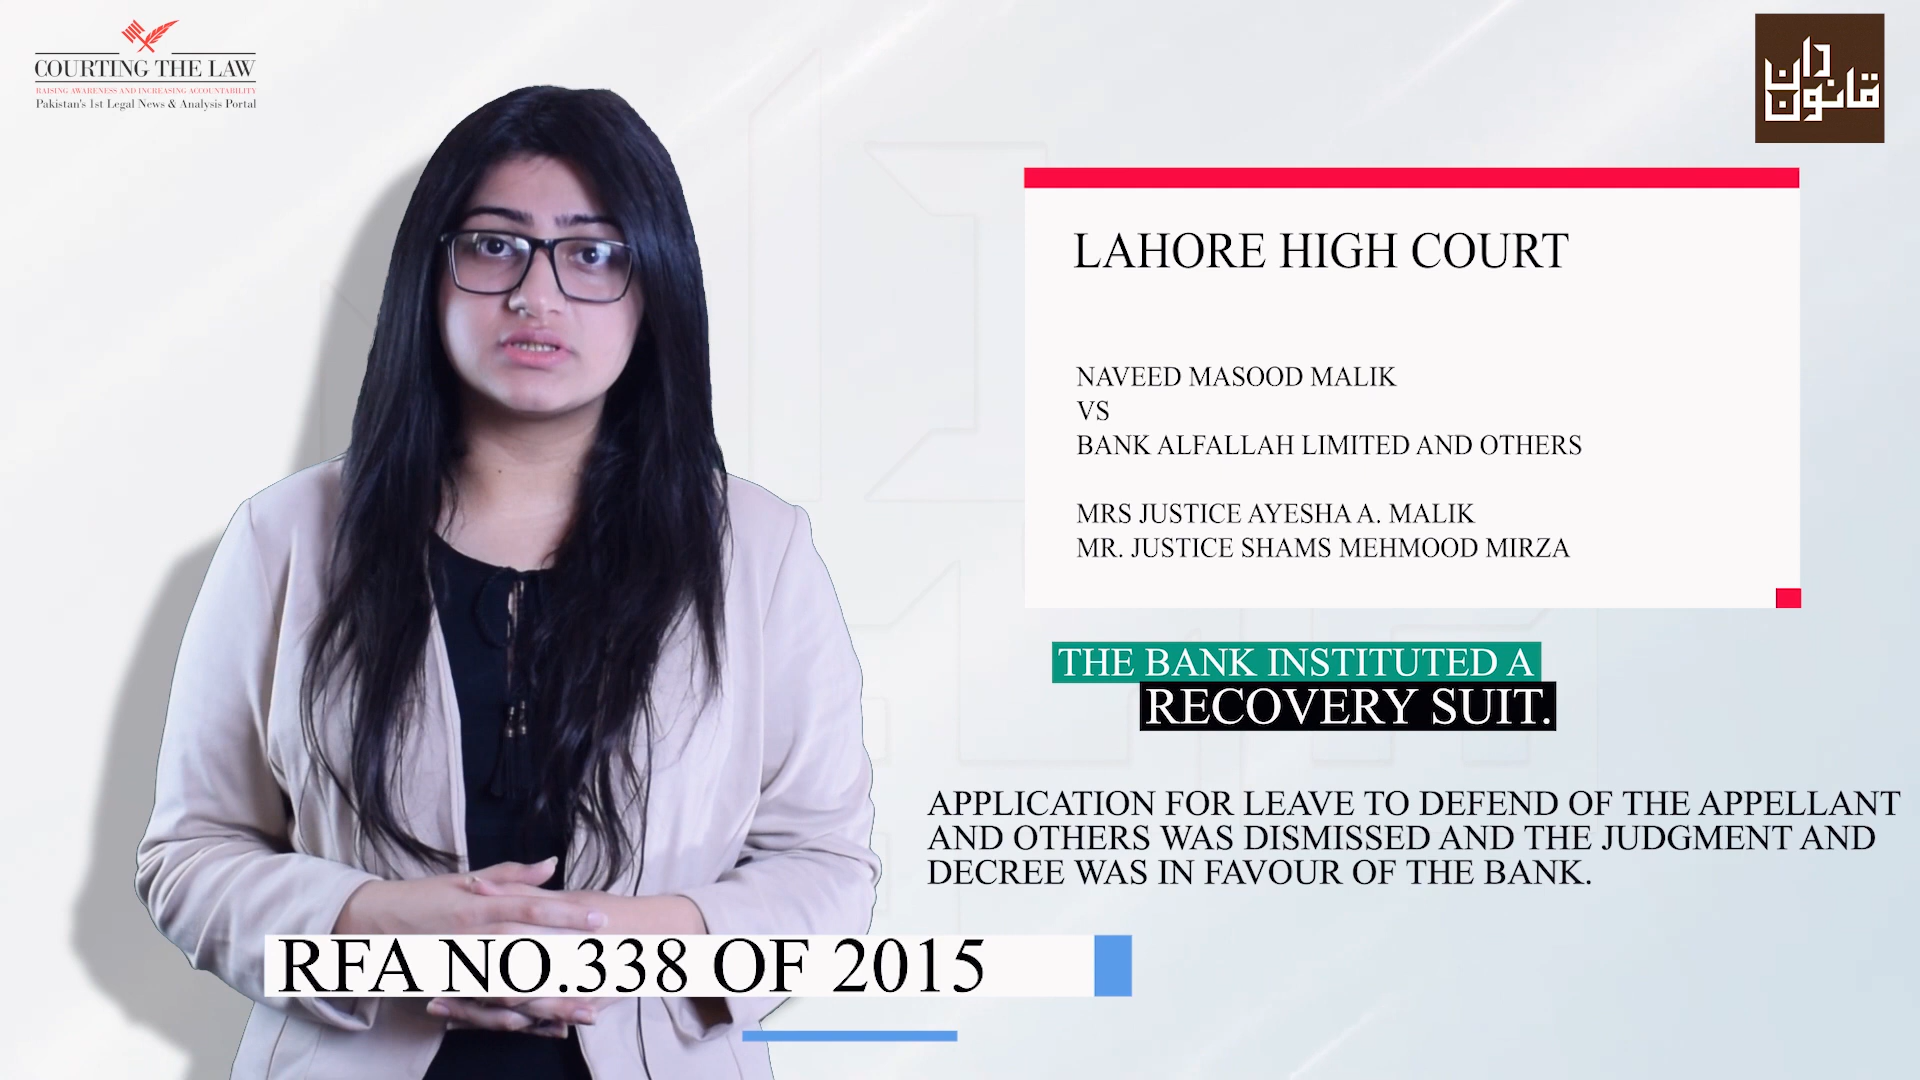 COURTING THE LAW
RAISING AWARENESS AND INCREASING ACCOUNTABILITY
Pakistan's 1st Legal News & Analysis Portal
قانون دان
LAHORE HIGH COURT
NAVEED MASOOD MALIK
VS
BANK ALFALLAH LIMITED AND OTHERS
MRS JUSTICE AYESHA A. MALIK
MR. JUSTICE SHAMS MEHMOOD MIRZA
THE BANK INSTITUTED A
RECOVERY SUIT.
APPLICATION FOR LEAVE TO DEFEND OF THE APPELLANT
AND OTHERS WAS DISMISSED AND THE JUDGMENT AND
DECREE WAS IN FAVOUR OF THE BANK.
RFA NO.338 OF 2015